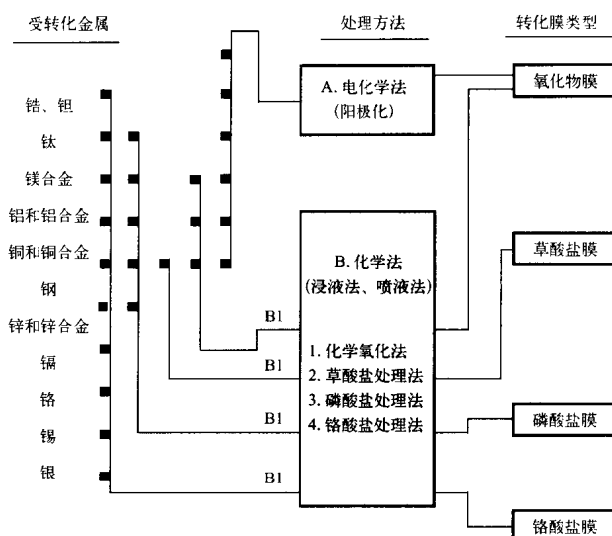 受转化金属
处理方法
转化膜类型
锆、钽
钛
镁合金
铝和铝合金
铜和铜合金
钢
锌和锌合金
镉
铬
锡
银
A. 电化学法
(阳极化)
B. 化学法
(浸液法、喷液法)
1. 化学氧化法
2. 草酸盐处理法
3. 磷酸盐处理法
4. 铬酸盐处理法
B1
B1
B1
B1
氧化物膜
草酸盐膜
磷酸盐膜
铬酸盐膜